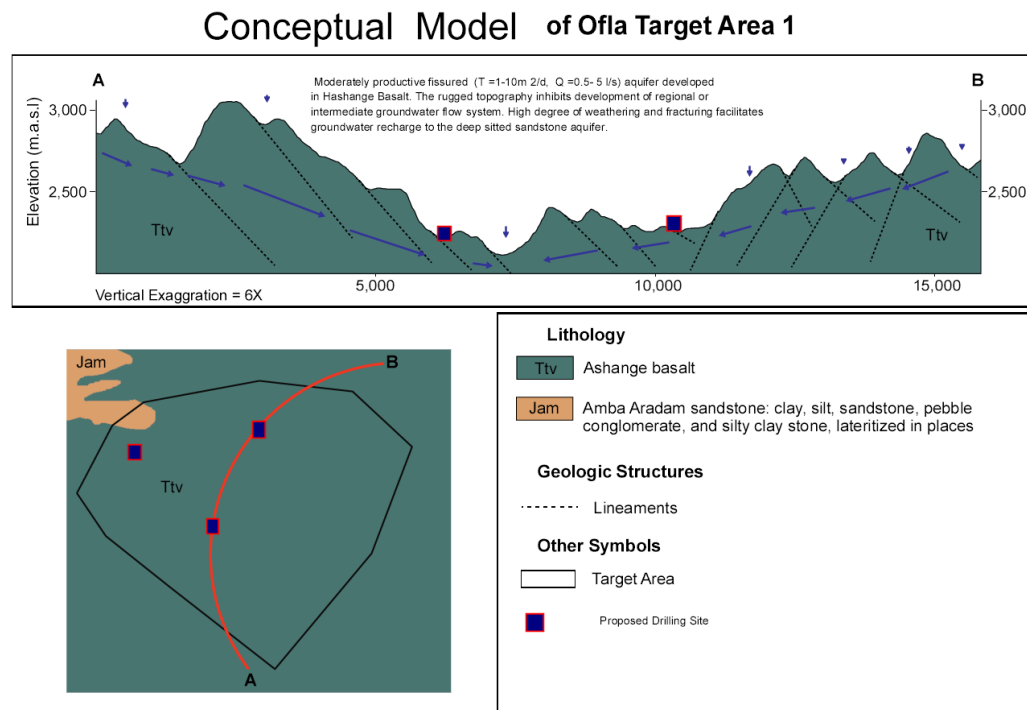 Conceptual Model of Ofla Target Area 1
A
B
Moderately productive fissured (T =1-10m 2/d, Q =0.5- 5 l/s) aquifer developed
in Hashange Basalt. The rugged topography inhibits development of regional or
intermediate groundwater flow system. High degree of weathering and fracturing facilitates
groundwater recharge to the deep sitted sandstone aquifer.
Elevation (m.a.s.l)
3,000
3,000
2,500
2,500
Ttv
Ttv
5,000
10,000
15,000
Vertical Exaggration = 6X
Jam
B
Ttv
A
Lithology
Ttv Ashange basalt
Jam Amba Aradam sandstone: clay, silt, sandstone, pebble
conglomerate, and silty clay stone, lateritized in places
Geologic Structures
Lineaments
Other Symbols
Target Area
Proposed Drilling Site